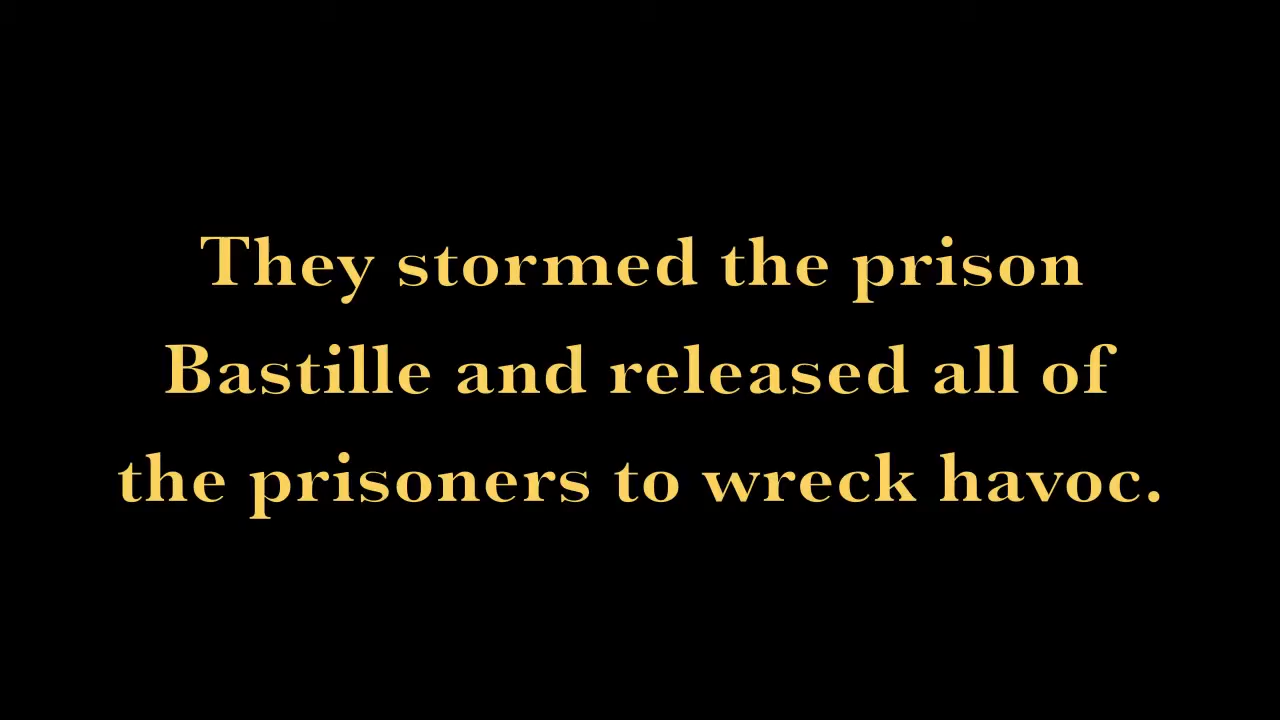 They stormed the prison
Bastille and released all of
the prisoners to wreck havoc.